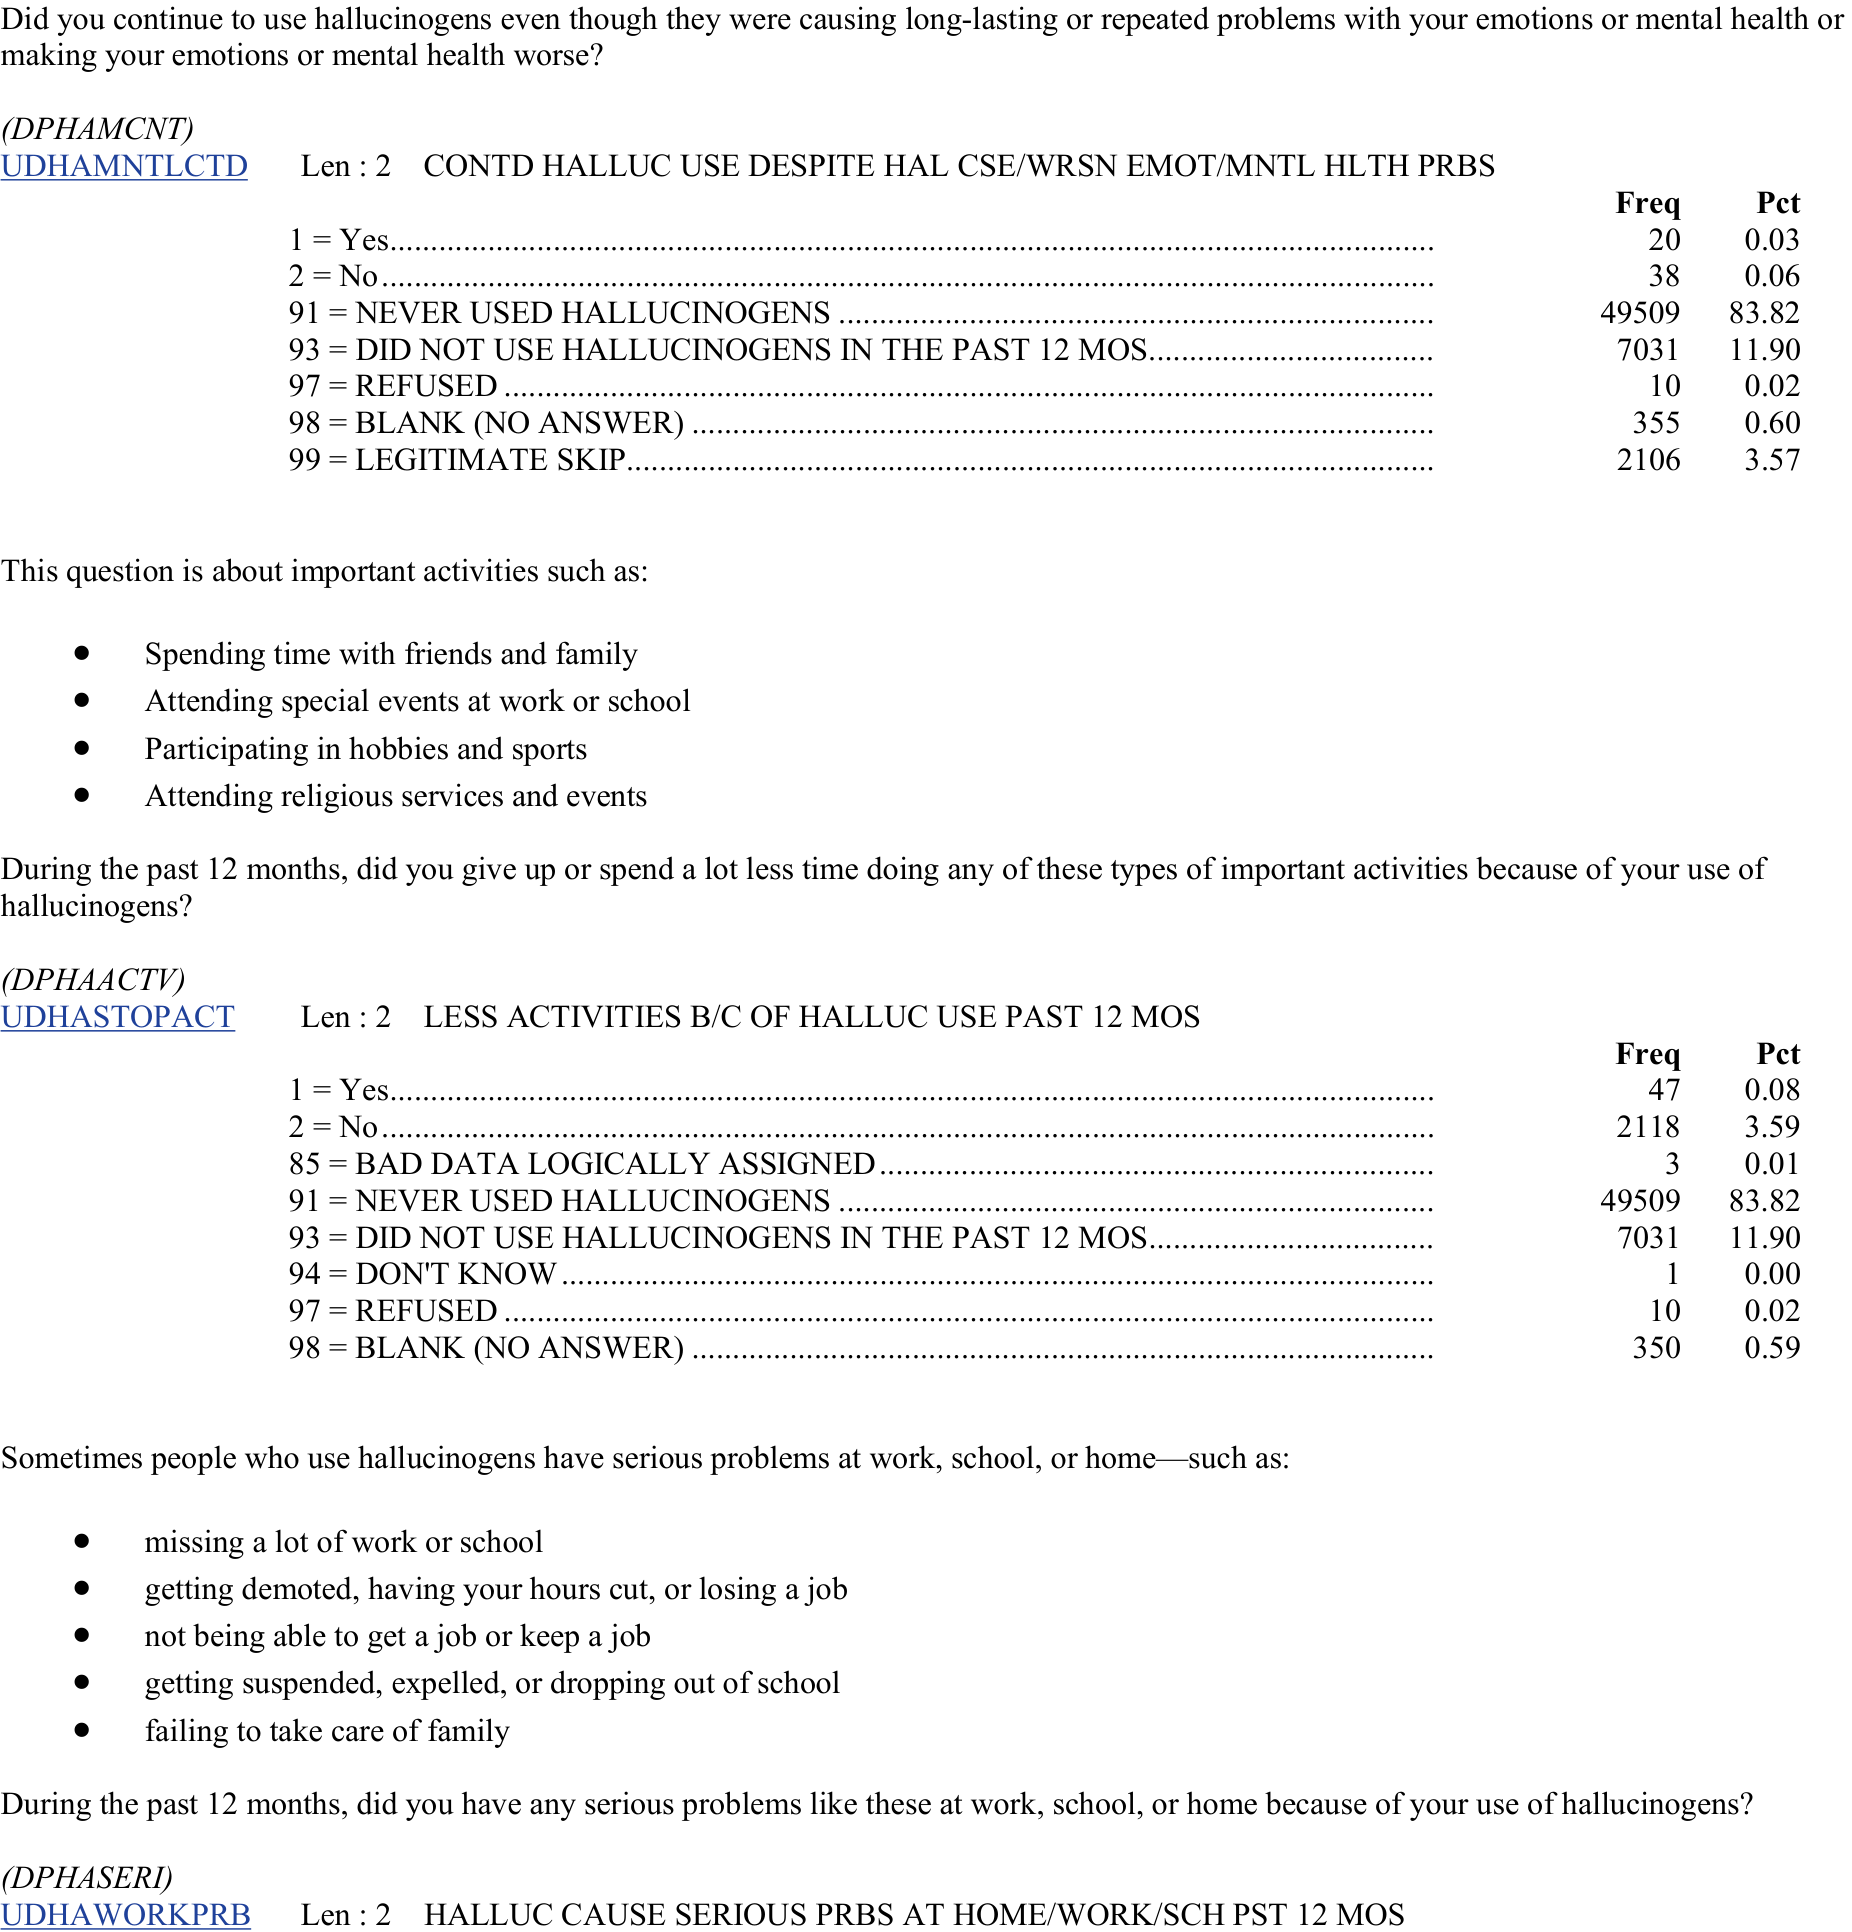 Did you continue to use hallucinogens even though they were causing long-lasting or repeated problems with your emotions or mental health or
making your emotions or mental health worse?
(DPHAMCNT)
UDHAMNTLCTD Len : 2 CONTD HALLUC USE DESPITE HAL CSE/WRSN EMOT/MNTL HLTH PRBS
Freq Pct
1 = Yes.......... 20 0.03
2 = No.......... 38 0.06
91 = NEVER USED HALLUCINOGENS .......... 49509 83.82
93 = DID NOT USE HALLUCINOGENS IN THE PAST 12 MOS.......... 7031 11.90
97 = REFUSED .......... 10 0.02
98 = BLANK (NO ANSWER) .......... 355 0.60
99 = LEGITIMATE SKIP.......... 2106 3.57
This question is about important activities such as:
● Spending time with friends and family
● Attending special events at work or school
● Participating in hobbies and sports
● Attending religious services and events
During the past 12 months, did you give up or spend a lot less time doing any of these types of important activities because of your use of
hallucinogens?
(DPHAACTV)
UDHASTOPACT Len : 2 LESS ACTIVITIES B/C OF HALLUC USE PAST 12 MOS
Freq Pct
1 = Yes.......... 47 0.08
2 = No.......... 2118 3.59
85 = BAD DATA LOGICALLY ASSIGNED.......... 3 0.01
91 = NEVER USED HALLUCINOGENS .......... 49509 83.82
93 = DID NOT USE HALLUCINOGENS IN THE PAST 12 MOS.......... 7031 11.90
94 = DON'T KNOW.......... 1 0.00
97 = REFUSED .......... 10 0.02
98 = BLANK (NO ANSWER) .......... 350 0.59
Sometimes people who use hallucinogens have serious problems at work, school, or home—such as:
● missing a lot of work or school
● getting demoted, having your hours cut, or losing a job
● not being able to get a job or keep a job
● getting suspended, expelled, or dropping out of school
● failing to take care of family
During the past 12 months, did you have any serious problems like these at work, school, or home because of your use of hallucinogens?
(DPHASERI)
UDHAWORKPRB Len : 2 HALLUC CAUSE SERIOUS PRBS AT HOME/WORK/SCH PST 12 MOS